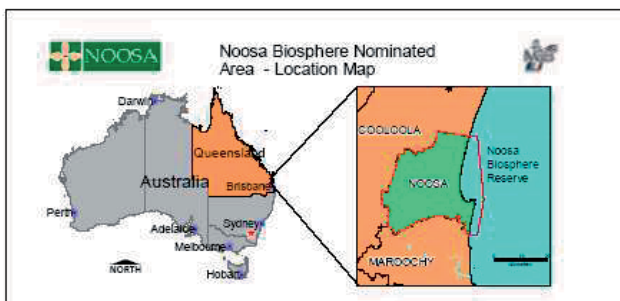 NOOSA
Noosa Biosphere Nominated
Area - Location Map
Darwin
Queensland
Australia
Brisbane
Perth
Sydney
Adelaide
Melbourne
Hobart
NORTH
COOLOOLA
Noosa
Biosphere
Reserve
NOOSA
MAROOCHY